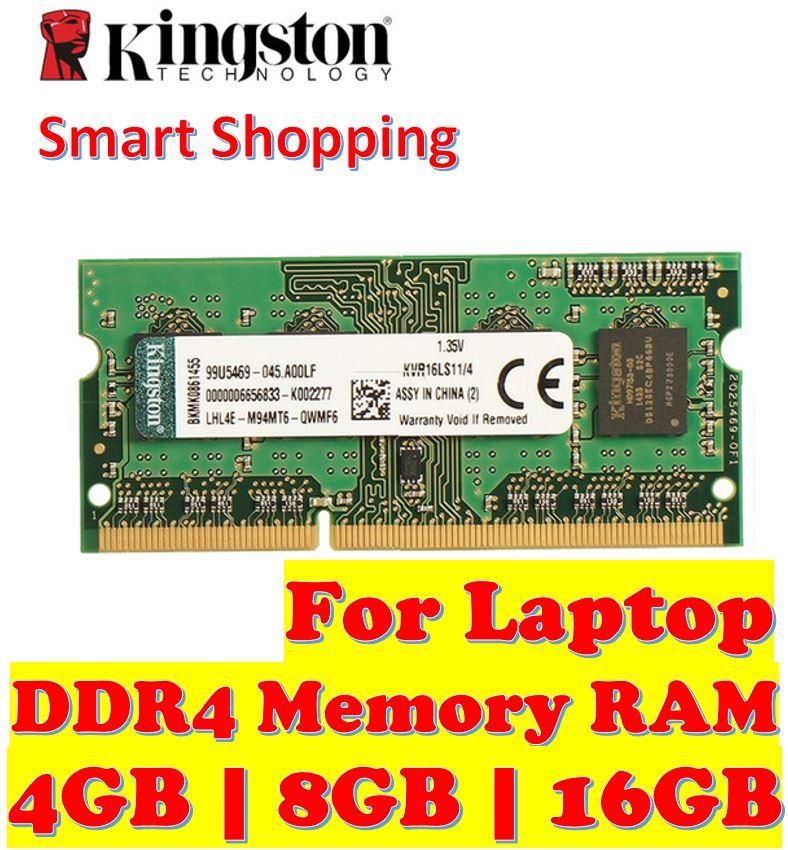 Kingston
TECHNOLOGY
Smart Shopping
Kingston
BKMK08614S5
99U5469-045.A00LF
0000006656833-K002277
LHL4E-M94MT6-QWMF6
1.35V
KVR16LS11/4
ASSY IN CHINA (2)
Warranty Void If Removed
CE
Kingston
2025469-0F1
For Laptop
DDR4 Memory RAM
4GB | 8GB | 16GB